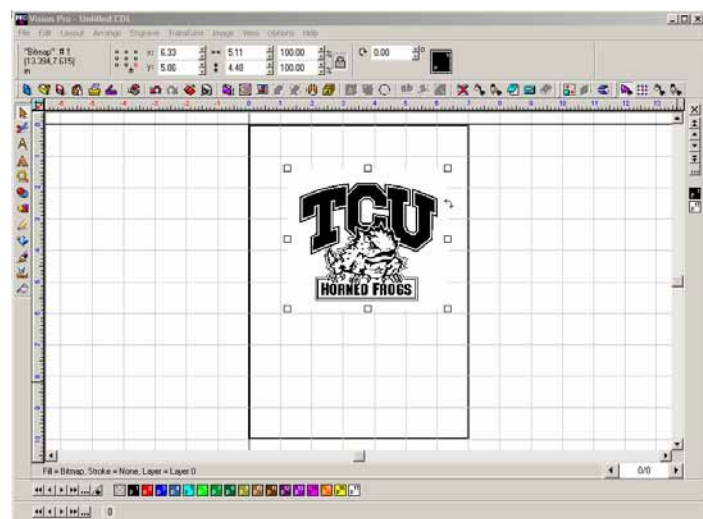 Vision Pro - Untitled.CDL
File Edit Layout Arrange Engrave Transform Image View Options Help
"Bitmap" # 1
(13.394,7.615)
in
x: 6.33 5.11 100.00 0.00
y: 5.06 4.48 100.00
TCU
HORNED FROGS
Fill = Bitmap, Stroke = None, Layer = Layer 0
0/0
0